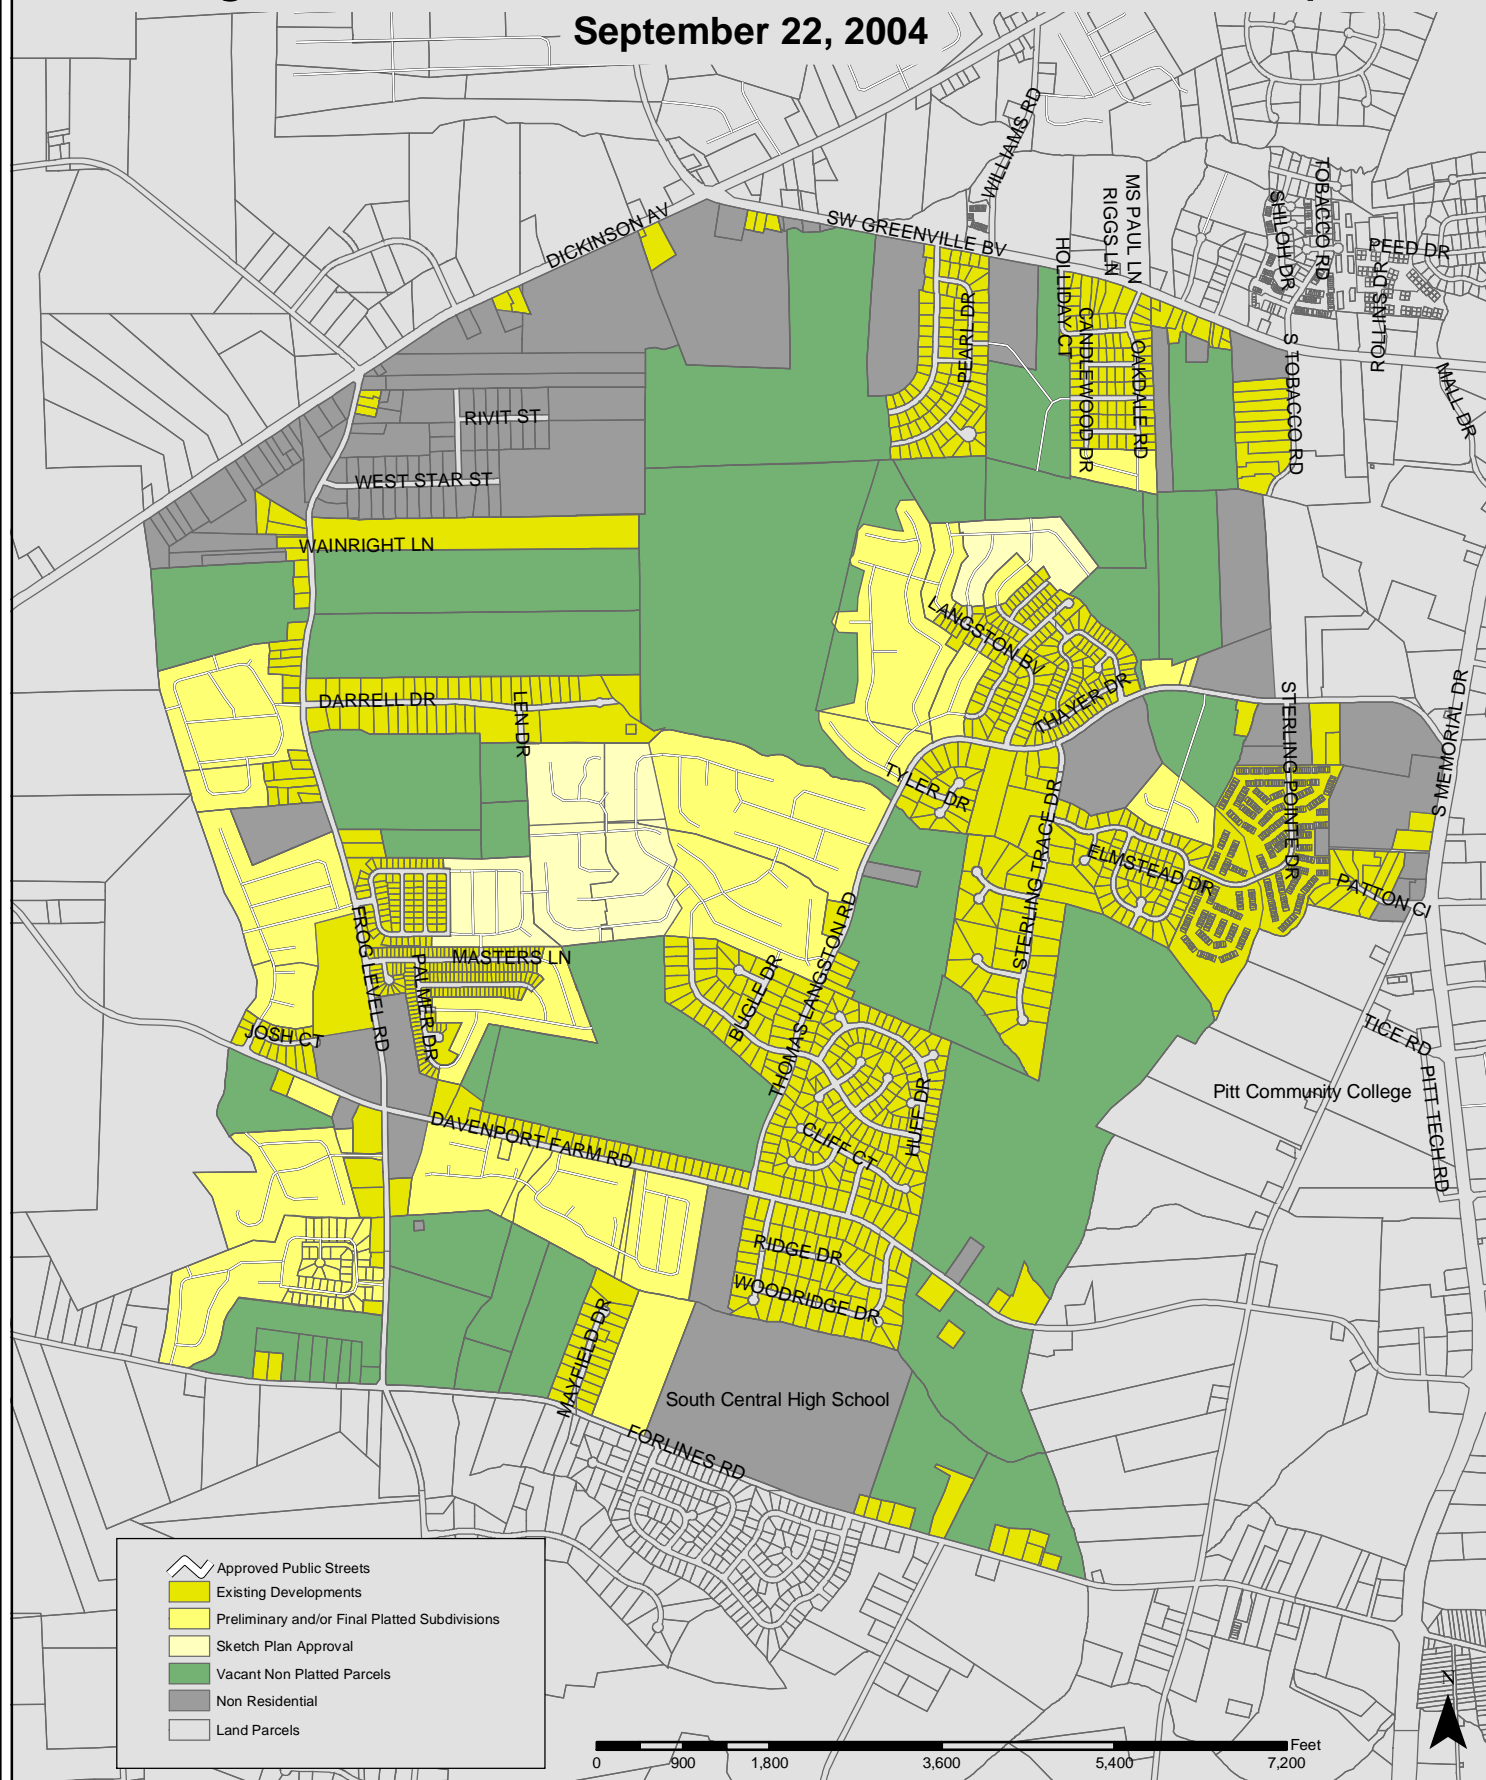 September 22, 2004
WILLIAMS RD
MS PAUL LN
RIGGS LN
TOBACCO RD
SHILOH DR
PEED DR
DICKINSON AV
SW GREENVILLE BV
HOLLIDAY CT
ROLLINS DR
PEARL DR
CANDLEWOOD DR
OAKDALE RD
S TOBACCO RD
MALL DR
RIVIT ST
WEST STAR ST
WAINRIGHT LN
LANGSTON BV
DARRELL DR
LEN DR
THAYER DR
STERLING POINTE DR
S MEMORIAL DR
TYLER DR
STERLING TRACE DR
ELMSTEAD DR
PATTON CI
FROG LEVEL RD
MASTERS LN
PALMER DR
BUGLE DR
THOMAS LANGSTON RD
JOSH CT
TICE RD
Pitt Community College
PITT TECH RD
HUFF DR
DAVENPORT FARM RD
CLIFF CT
RIDGE DR
WOODRIDGE DR
MAYFIELD DR
South Central High School
FORLINES RD
Approved Public Streets
Existing Developments
Preliminary and/or Final Platted Subdivisions
Sketch Plan Approval
Vacant Non Platted Parcels
Non Residential
Land Parcels
N
Feet
0 900 1,800 3,600 5,400 7,200